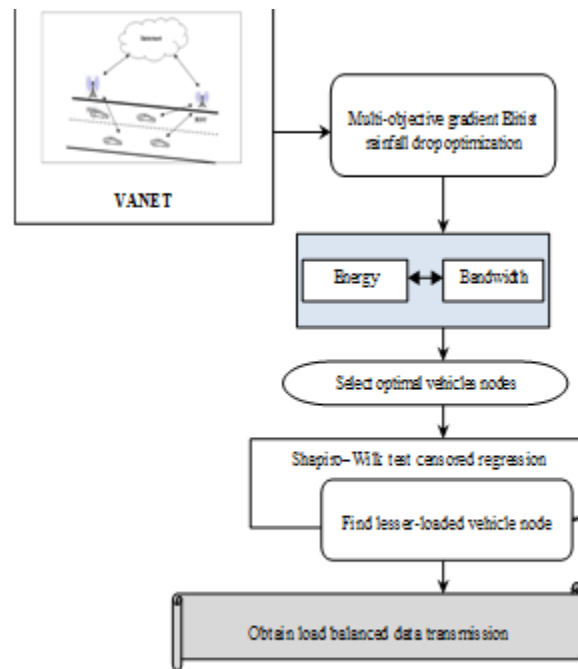 Internet
VANET
Multi-objective gradient Elitist
rainfall drop optimization
Energy
Bandwidth
Select optimal vehicles nodes
Shapiro–Wilk test censored regression
Find lesser-loaded vehicle node
Obtain load balanced data transmission